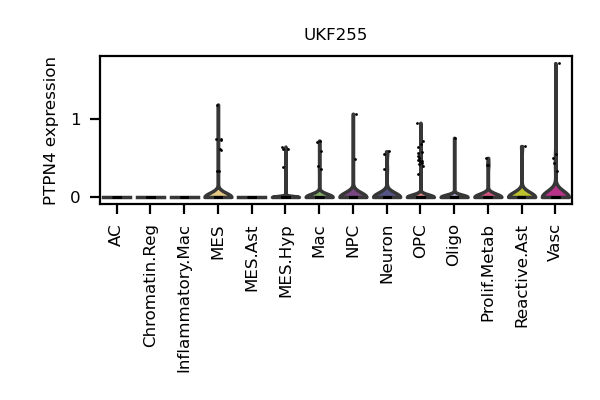 UKF255
PTPN4 expression
1
0
AC
Chromatin.Reg
Inflammatory.Mac
MES
MES.Ast
MES.Hyp
Mac
NPC
Neuron
OPC
Oligo
Prolif.Metab
Reactive.Ast
Vasc